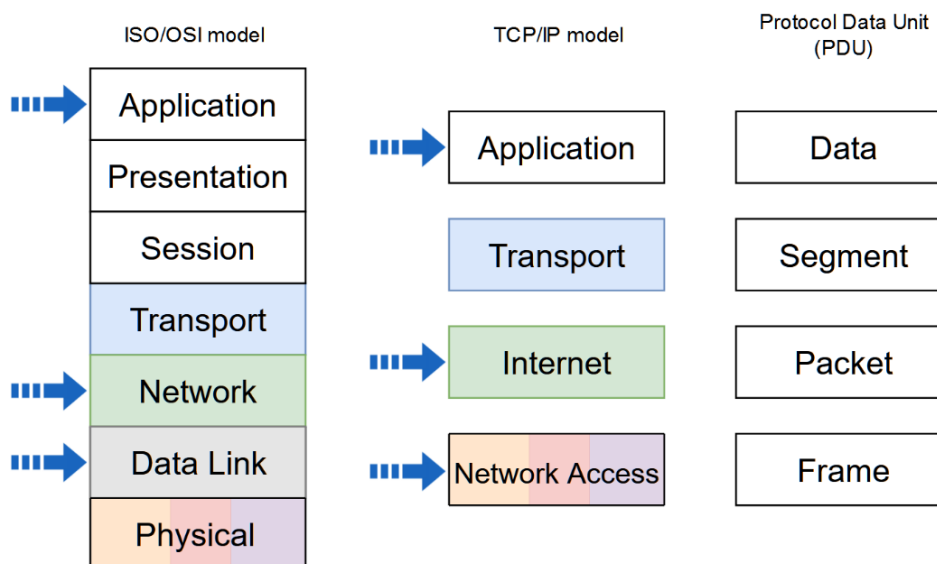 ISO/OSI model
Application
Presentation
Session
Transport
Network
Data Link
Physical
TCP/IP model
Application
Transport
Internet
Network Access
Protocol Data Unit
(PDU)
Data
Segment
Packet
Frame